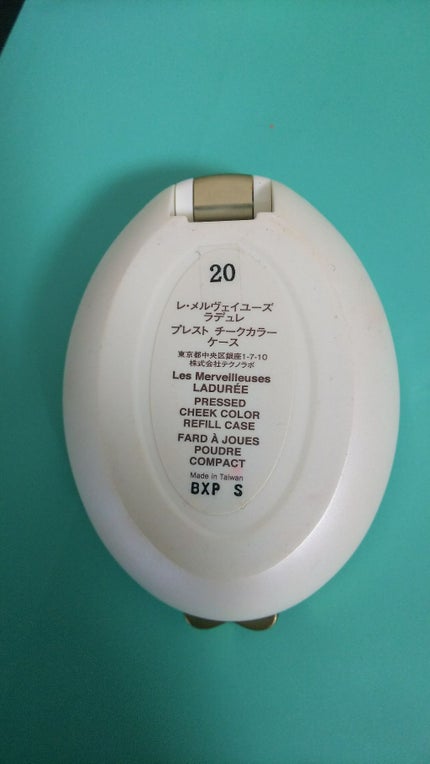 20
レ・メルヴェイユーズ
ラデュレ
プレスト チークカラー
ケース
東京都中央区銀座1-7-10
株式会社テクノラボ
Les Merveilleuses
LADURÉE
PRESSED
CHEEK COLOR
REFILL CASE
FARD À JOUES
POUDRE
COMPACT
Made in Taiwan
BXP S